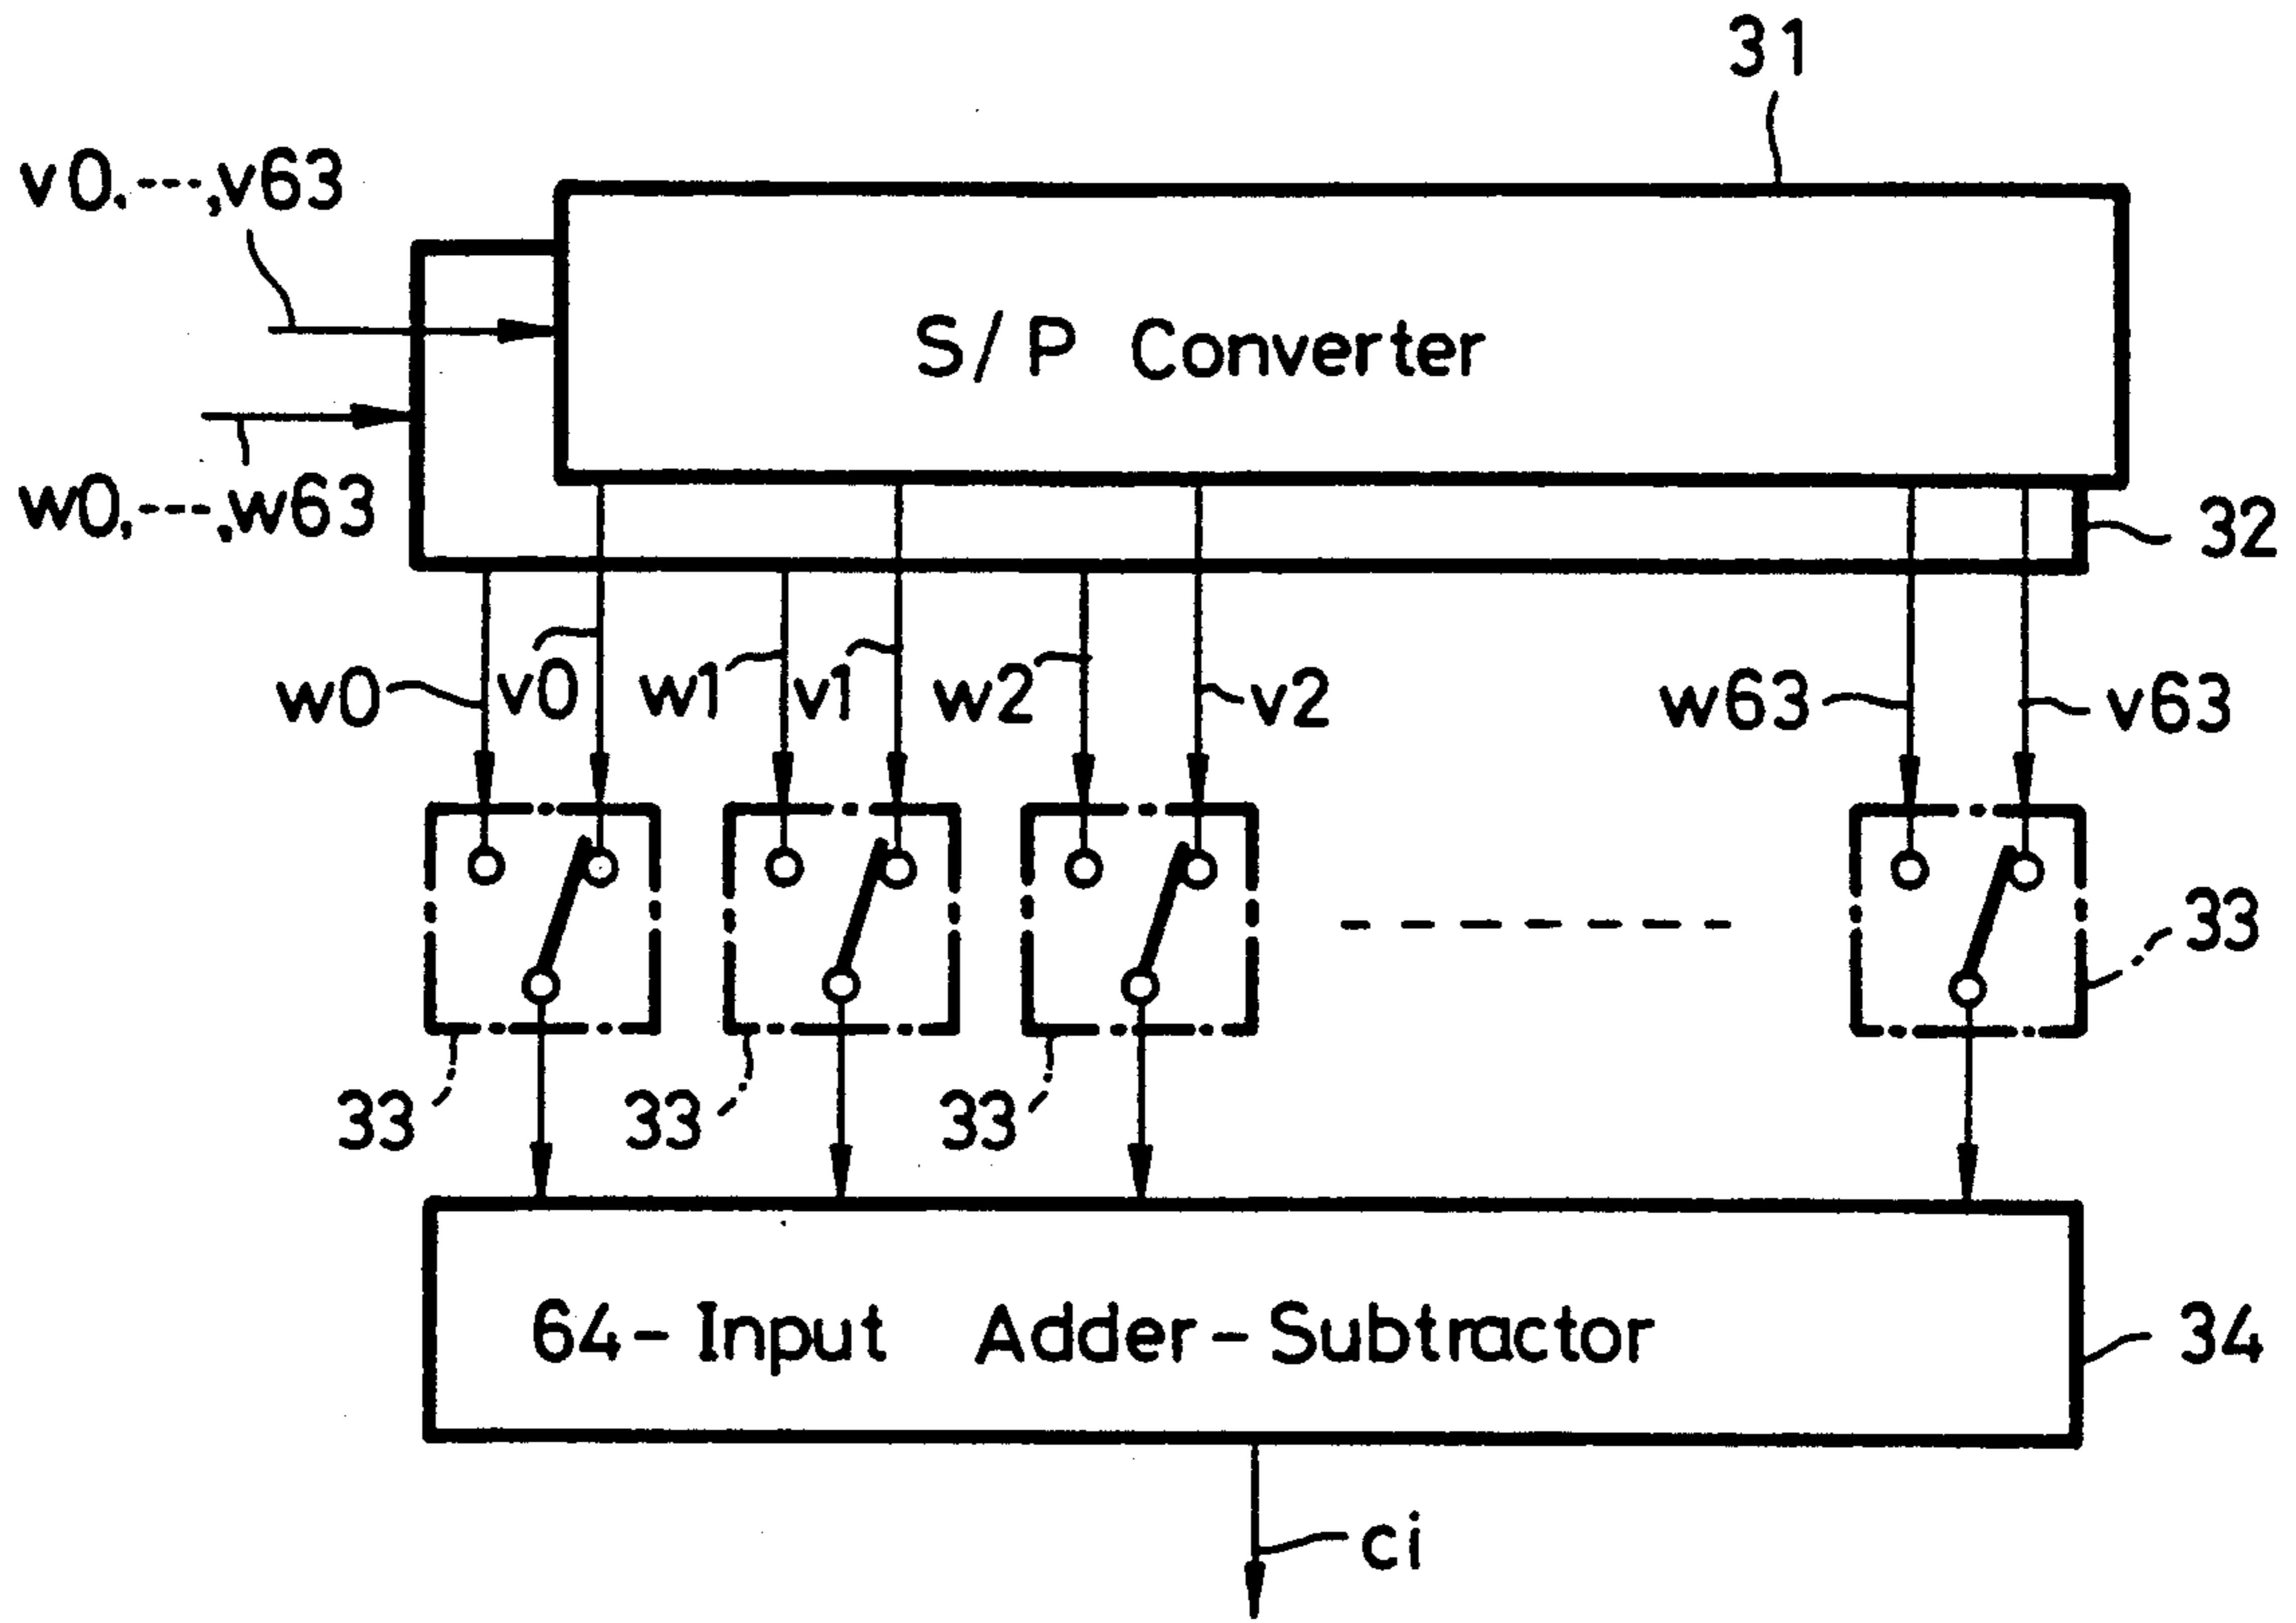 31
v0,---,v63
S/P Converter
w0,---,w63
32
w0
v0
w1
v1
w2
v2
w63
v63
33
33
33
33
64-Input Adder-Subtractor
34
ci